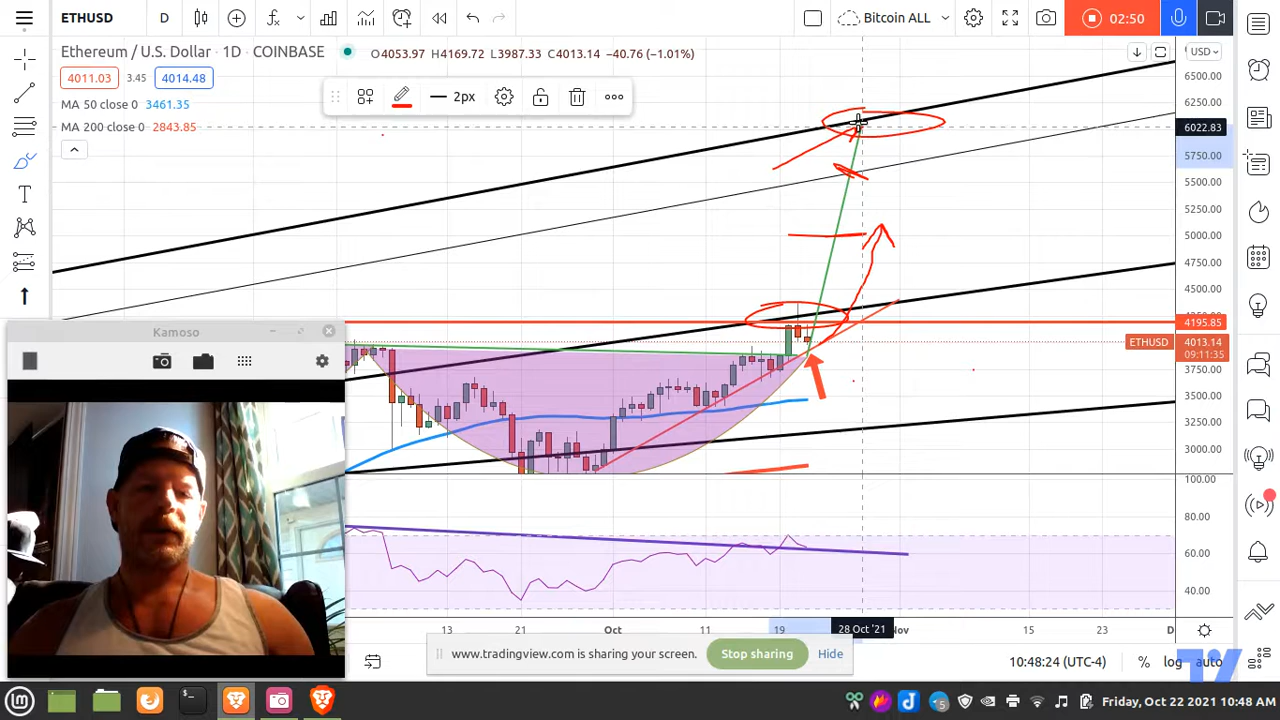 ETHUSD D Bitcoin ALL 02:50
Ethereum / U.S. Dollar · 1D · COINBASE O4053.97 H4169.72 L3987.33 C4013.14 −40.76 (−1.01%) USD
4011.03 3.45 4014.48
2px
MA 50 close 0 3461.35
MA 200 close 0 2843.85
T
6500.00
6250.00
6022.83
5750.00
5500.00
5250.00
5000.00
4750.00
4500.00
4195.85
ETHUSD 4013.14
09:11:35
3750.00
3500.00
3250.00
3000.00
Kamoso
100.00
80.00
60.00
40.00
13 21 Oct 11 19 28 Oct '21 Nov 15 23 D
www.tradingview.com is sharing your screen. Stop sharing Hide
10:48:24 (UTC-4) % log auto
5 Friday, Oct 22 2021 10:48 AM